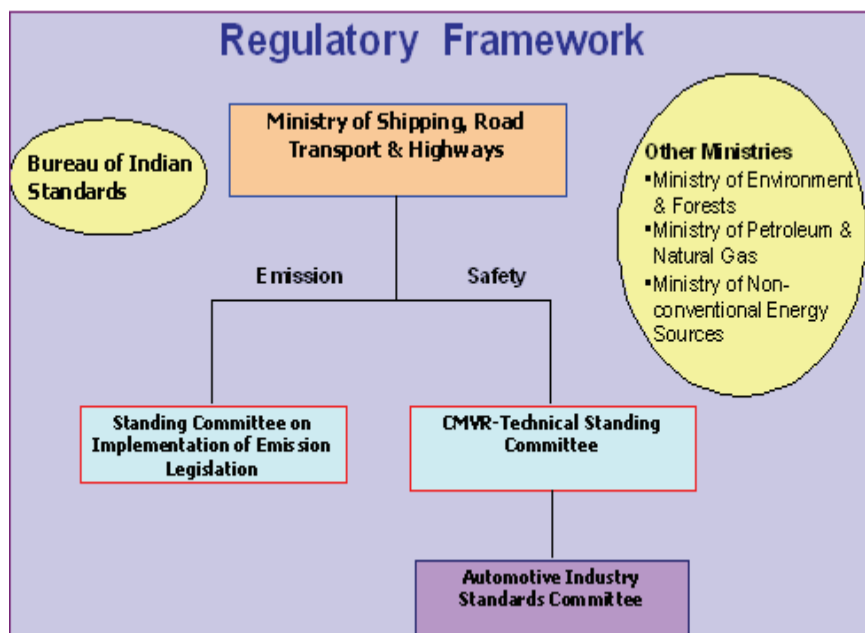 Regulatory Framework
Ministry of Shipping, Road
Transport & Highways
Bureau of Indian
Standards
Other Ministries
▪Ministry of Environment
& Forests
▪Ministry of Petroleum &
Natural Gas
▪Ministry of Non-
conventional Energy
Sources
Emission
Safety
Standing Committee on
Implementation of Emission
Legislation
CMVR-Technical Standing
Committee
Automotive Industry
Standards Committee